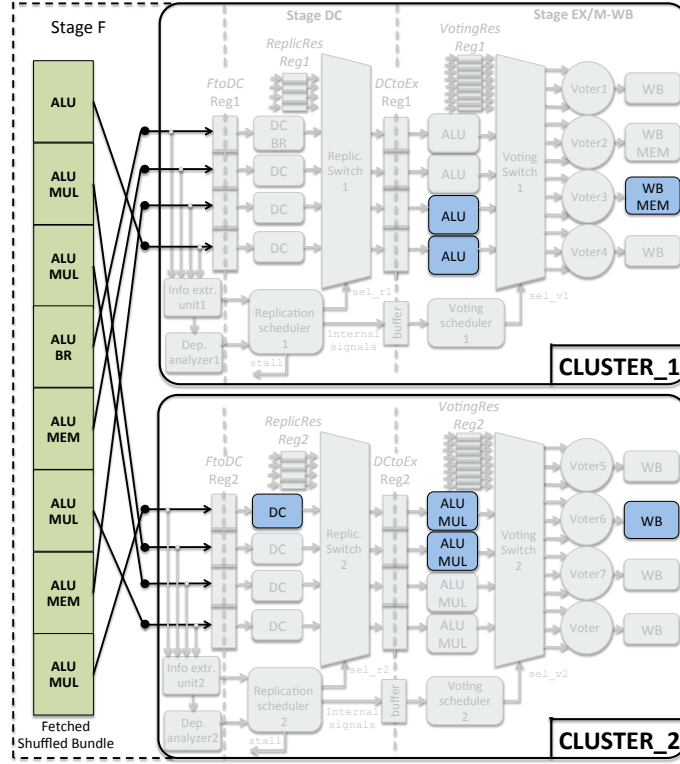 Stage F
Stage DC
Stage EX/M-WB
ALU
ALU
MUL
ALU
MUL
ALU
BR
ALU
MEM
ALU
MUL
ALU
MEM
ALU
MUL
Fetched
Shuffled Bundle
FtoDC
Reg1
ReplicRes
Reg1
DC
BR
DC
DC
DC
Replic.
Switch
1
DCtoEx
Reg1
VotingRes
Reg1
ALU
ALU
ALU
ALU
Voting
Switch
1
Voter1
Voter2
Voter3
Voter4
WB
WB
MEM
WB
MEM
WB
Info extr.
unit1
Dep.
analyzer1
Replication
scheduler
1
stall
sel_r1
Internal
signals
buffer
Voting
scheduler
1
sel_v1
CLUSTER_1
FtoDC
Reg2
ReplicRes
Reg2
DC
DC
DC
DC
Replic.
Switch
2
DCtoEx
Reg2
VotingRes
Reg2
ALU
MUL
ALU
MUL
ALU
MUL
ALU
MUL
Voting
Switch
2
Voter5
Voter6
Voter7
Voter
WB
WB
WB
WB
Info extr.
unit2
Dep.
analyzer2
Replication
scheduler
2
stall
sel_r2
Internal
signals
buffer
Voting
scheduler
2
sel_v2
CLUSTER_2